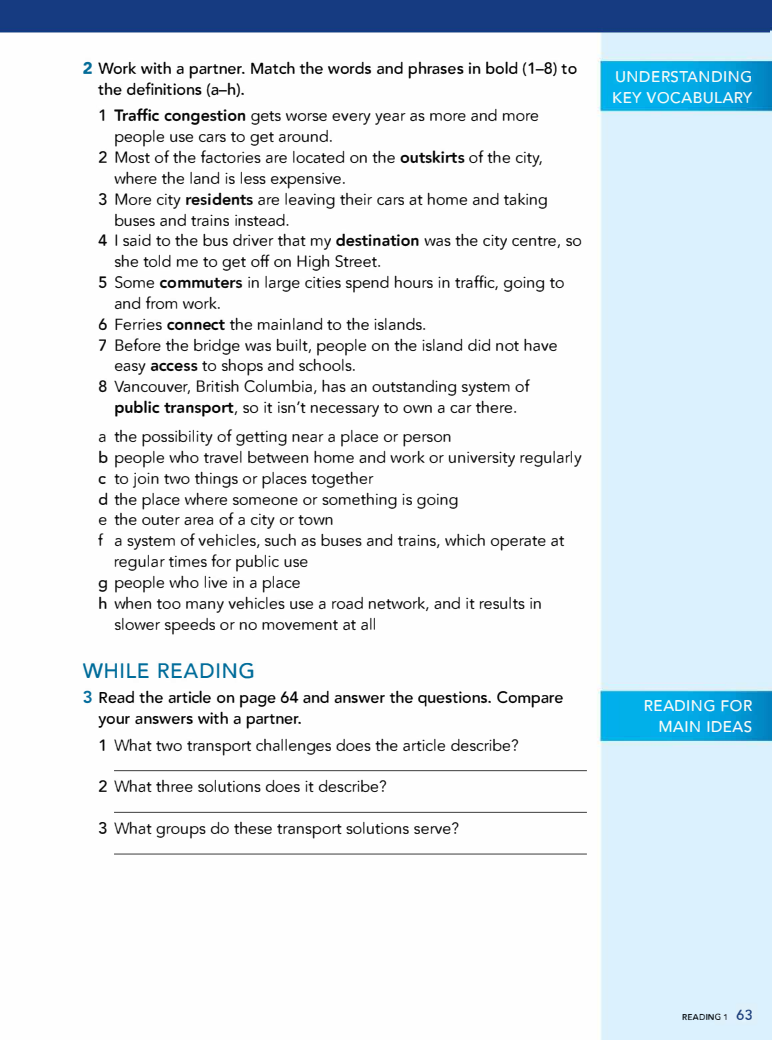 2 Work with a partner. Match the words and phrases in bold (1–8) to
the definitions (a–h).
1 Traffic congestion gets worse every year as more and more
people use cars to get around.
2 Most of the factories are located on the outskirts of the city,
where the land is less expensive.
3 More city residents are leaving their cars at home and taking
buses and trains instead.
4 I said to the bus driver that my destination was the city centre, so
she told me to get off on High Street.
5 Some commuters in large cities spend hours in traffic, going to
and from work.
6 Ferries connect the mainland to the islands.
7 Before the bridge was built, people on the island did not have
easy access to shops and schools.
8 Vancouver, British Columbia, has an outstanding system of
public transport, so it isn't necessary to own a car there.
a the possibility of getting near a place or person
b people who travel between home and work or university regularly
c to join two things or places together
d the place where someone or something is going
e the outer area of a city or town
f a system of vehicles, such as buses and trains, which operate at
regular times for public use
g people who live in a place
h when too many vehicles use a road network, and it results in
slower speeds or no movement at all
UNDERSTANDING
KEY VOCABULARY
WHILE READING
3 Read the article on page 64 and answer the questions. Compare
your answers with a partner.
1 What two transport challenges does the article describe?
2 What three solutions does it describe?
3 What groups do these transport solutions serve?
READING FOR
MAIN IDEAS
READING 1 63